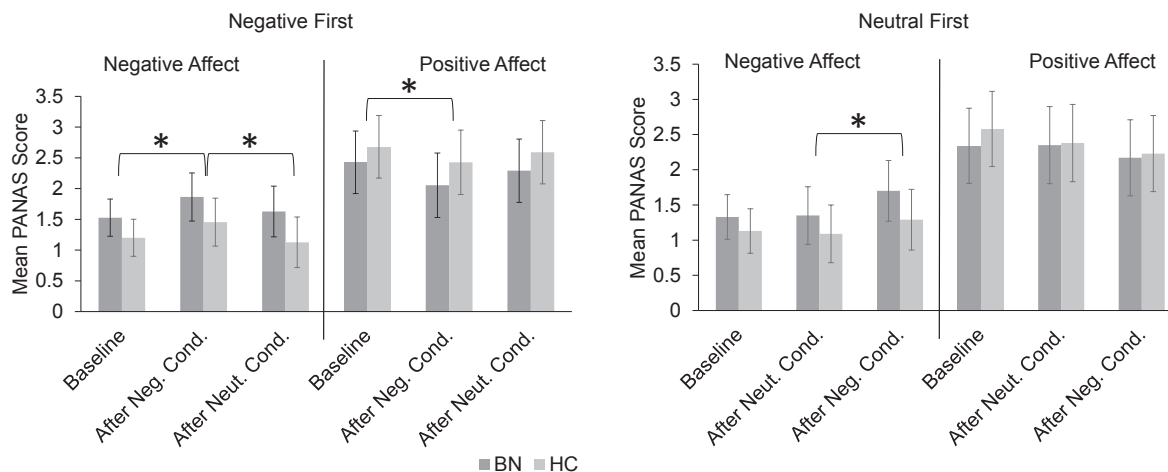 Negative First
Negative Affect
Positive Affect
Mean PANAS Score
3.5
3
2.5
2
1.5
1
0.5
0
*
*
*
Baseline
After Neg. Cond.
After Neut. Cond.
Baseline
After Neg. Cond.
After Neut. Cond.
Neutral First
Negative Affect
Positive Affect
Mean PANAS Score
3.5
3
2.5
2
1.5
1
0.5
0
*
Baseline
After Neut. Cond.
After Neg. Cond.
Baseline
After Neut. Cond.
After Neg. Cond.
BN HC